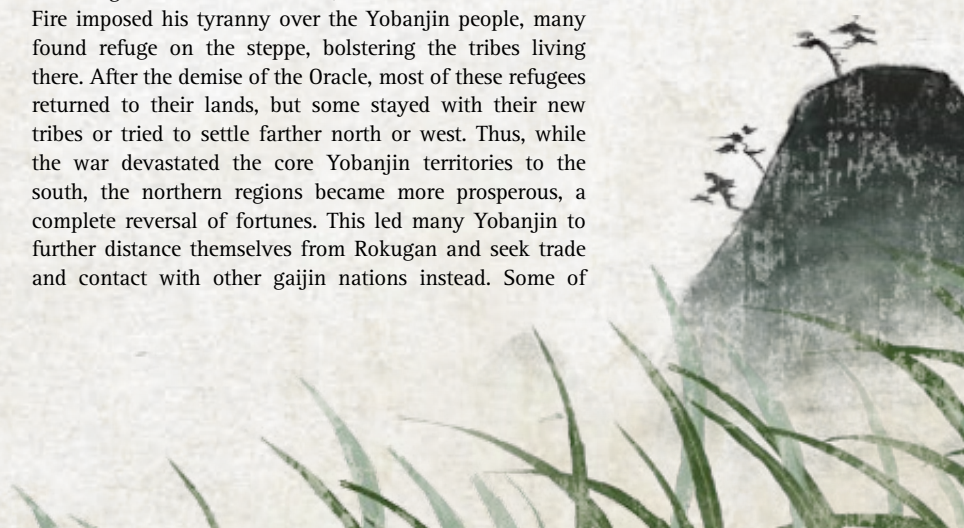 Fire imposed his tyranny over the Yobanjin people, many
found refuge on the steppe, bolstering the tribes living
there. After the demise of the Oracle, most of these refugees
returned to their lands, but some stayed with their new
tribes or tried to settle farther north or west. Thus, while
the war devastated the core Yobanjin territories to the
south, the northern regions became more prosperous, a
complete reversal of fortunes. This led many Yobanjin to
further distance themselves from Rokugan and seek trade
and contact with other gaijin nations instead. Some of